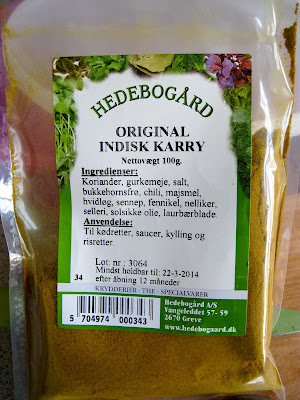 HEDEBOGÅRD
ORIGINAL
INDISK KARRY
Nettovægt 100g.
Ingredienser:
Koriander, gurkemeje, salt,
bukkehornsfrø, chili, majsmel,
hvidløg, sennep, fennikel, nelliker,
selleri, solsikke olie, laurbærblade.
Anvendelse:
Til kødretter, saucer, kylling og
risretter.
Lot: nr.: 3064
Mindst holdbar til: 22-3-2014
34 efter åbning 12 måneder
KRYDDERIER - THE - SPECIALVARER
5 704974 000343
Hedebogård A/S
Vangeleddet 57- 59
2670 Greve
www.hedebogaard.dk